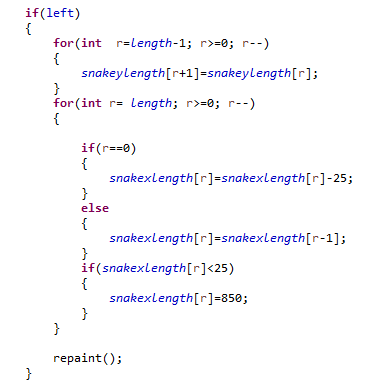 if(left)
{
for(int r=length-1; r>=0; r--)
{
snakeylength[r+1]=snakeylength[r];
}
for(int r= length; r>=0; r--)
{
if(r==0)
{
snakexlength[r]=snakexlength[r]-25;
}
else
{
snakexlength[r]=snakexlength[r-1];
}
if(snakexlength[r]<25)
{
snakexlength[r]=850;
}
}
repaint();
}